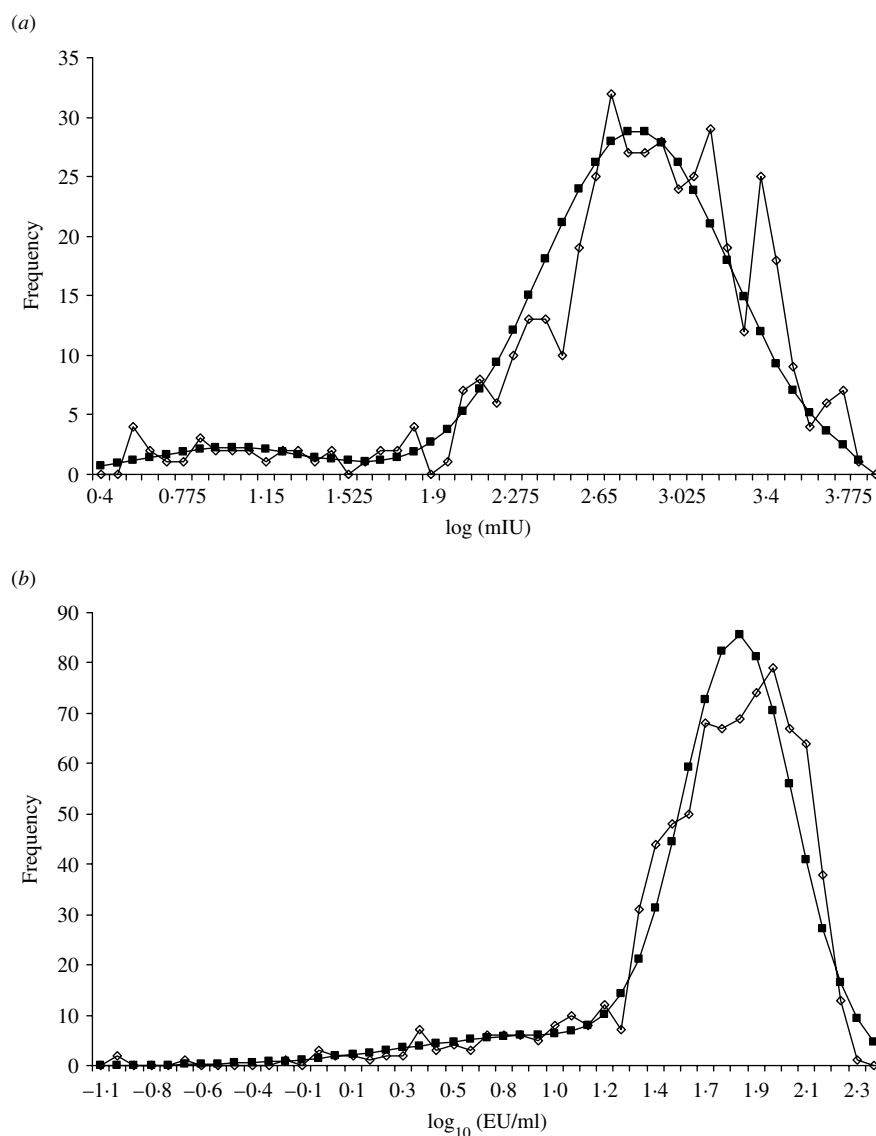 (a)
35
30
25
20
15
10
5
0
Frequency
0·4 0·775 1·15 1·525 1·9 2·275 2·65 3·025 3·4 3·775
log (mIU)
(b)
90
80
70
60
50
40
30
20
10
0
Frequency
–1·1 –0·8 –0·6 –0·4 –0·1 0·1 0·3 0·5 0·8 1·0 1·2 1·4 1·7 1·9 2·1 2·3
log10 (EU/ml)